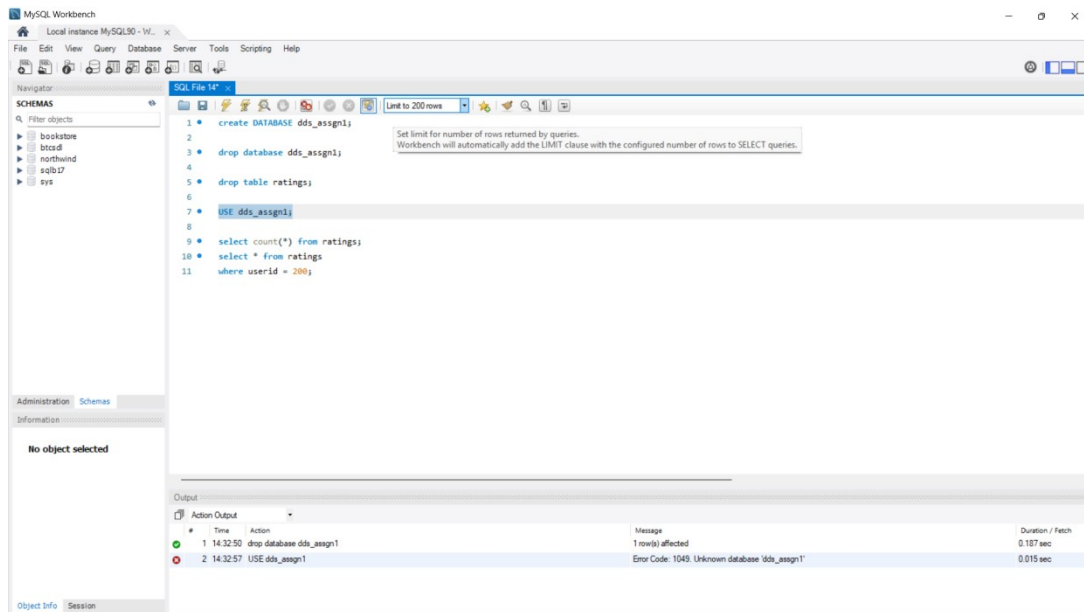 MySQL Workbench
Local instance MySQL90 - W... ×
File Edit View Query Database Server Tools Scripting Help
Navigator
SQL File 14* ×
SCHEMAS
Limit to 200 rows
Filter objects
Set limit for number of rows returned by queries.
Workbench will automatically add the LIMIT clause with the configured number of rows to SELECT queries.
bookstore
btcsdl
northwind
sqlb17
sys
1 create DATABASE dds_assgn1;
2
3 drop database dds_assgn1;
4
5 drop table ratings;
6
7 USE dds_assgn1;
8
9 select count(*) from ratings;
10 select * from ratings
11 where userid = 200;
Administration Schemas
Information
No object selected
Output
Action Output
# Time Action Message Duration / Fetch
1 14:32:50 drop database dds_assgn1 1 row(s) affected 0.187 sec
2 14:32:57 USE dds_assgn1 Error Code: 1049. Unknown database 'dds_assgn1' 0.015 sec
Object Info Session